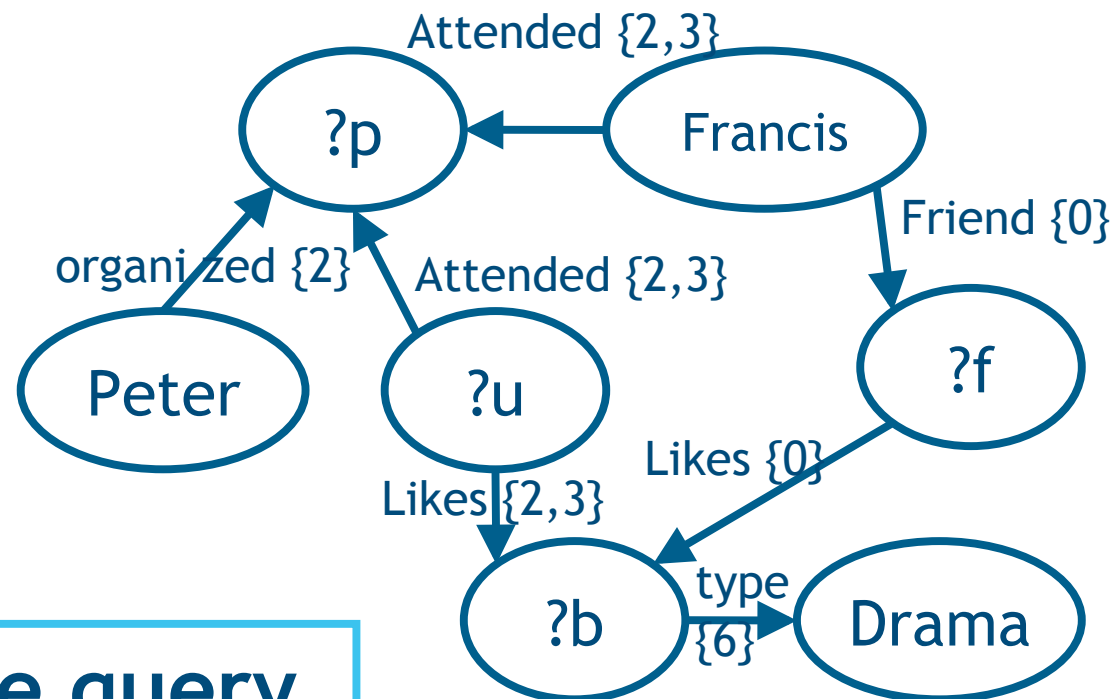 Attended {2,3}
?p
Francis
Friend {0}
organi zed {2}
Attended {2,3}
Peter
?u
?f
Likes {0}
Likes {2,3}
type
{6}
?b
Drama
e query